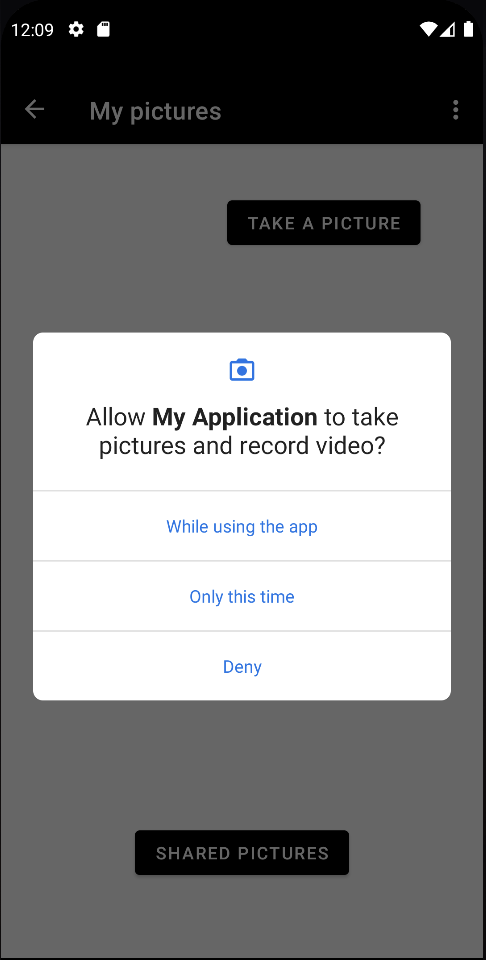 12:09
My pictures
TAKE A PICTURE
Allow My Application to take
pictures and record video?
While using the app
Only this time
Deny
SHARED PICTURES